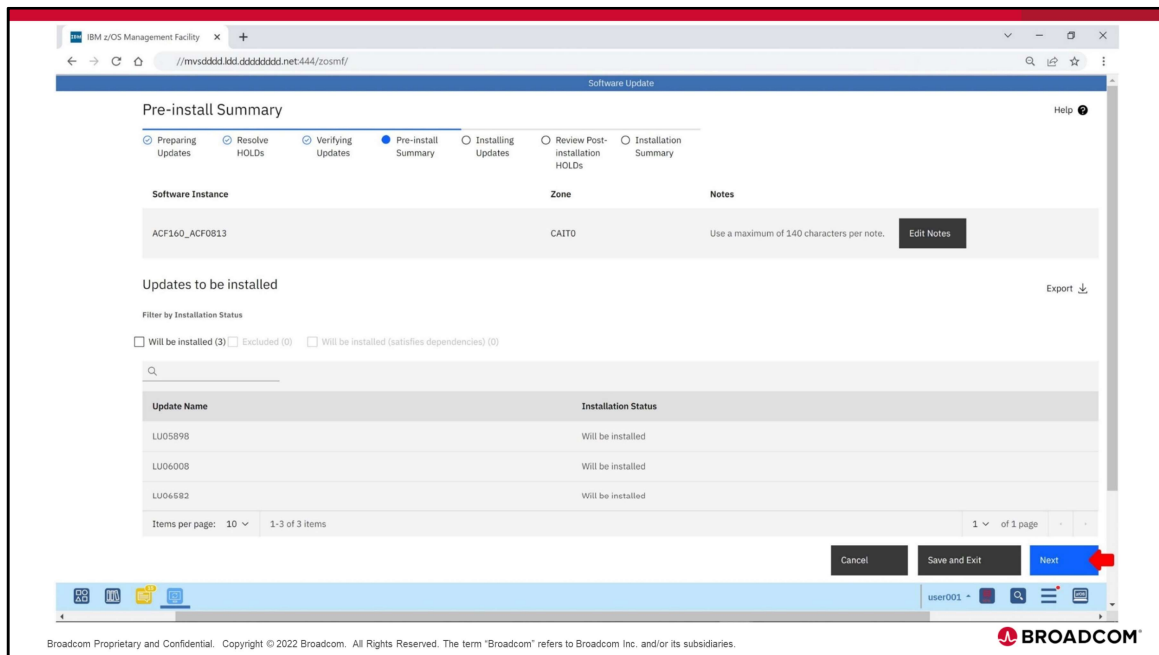 IBM z/OS Management Facility
//mvsdddd.ldd.dddddddd.net:444/zosmf/
Software Update
Pre-install Summary
Help
Preparing Updates
Resolve HOLDs
Verifying Updates
Pre-install Summary
Installing Updates
Review Post-installation HOLDs
Installation Summary
Software Instance Zone Notes
ACF160_ACF0813 CAIT0 Use a maximum of 140 characters per note. Edit Notes
Updates to be installed
Export
Filter by Installation Status
Will be installed (3) Excluded (0) Will be installed (satisfies dependencies) (0)
Update Name Installation Status
LU05898 Will be installed
LU06008 Will be installed
LU06582 Will be installed
Items per page: 10 1-3 of 3 items 1 of 1 page
Cancel Save and Exit Next
user001
Broadcom Proprietary and Confidential. Copyright © 2022 Broadcom. All Rights Reserved. The term “Broadcom” refers to Broadcom Inc. and/or its subsidiaries.
BROADCOM